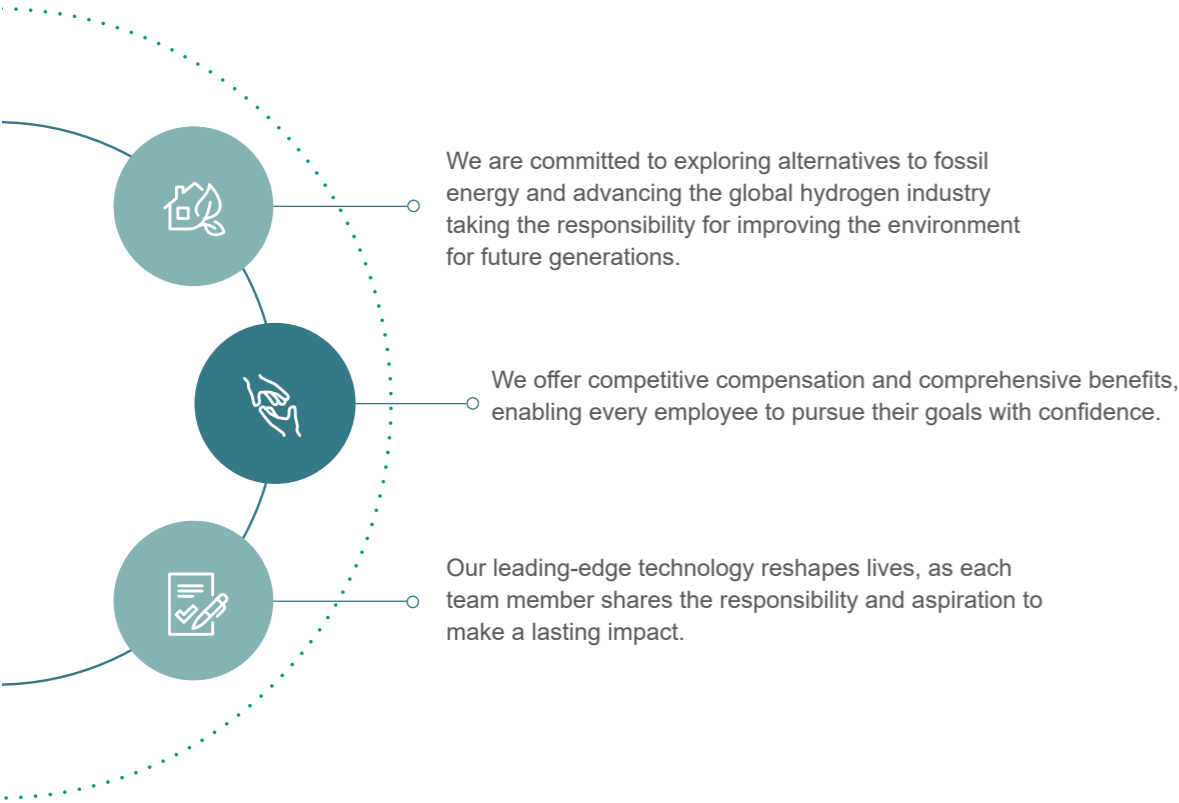 We are committed to exploring alternatives to fossil
energy and advancing the global hydrogen industry
taking the responsibility for improving the environment
for future generations.
We offer competitive compensation and comprehensive benefits,
enabling every employee to pursue their goals with confidence.
Our leading-edge technology reshapes lives, as each
team member shares the responsibility and aspiration to
make a lasting impact.